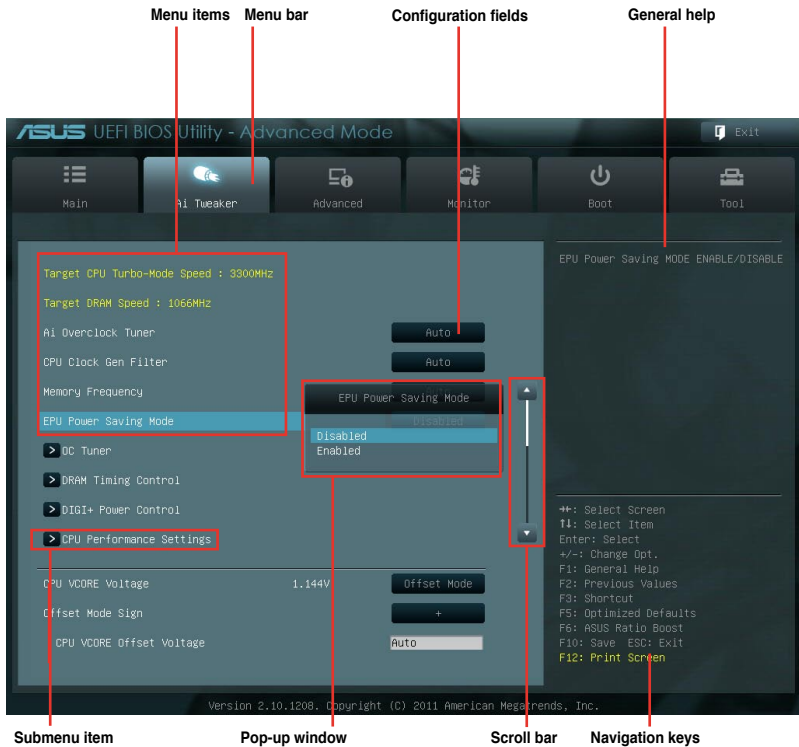 Menu items Menu bar Configuration fields General help
ASUS UEFI BIOS Utility - Advanced Mode
Exit
Main Ai Tweaker Advanced Monitor Boot Tool
EPU Power Saving MODE ENABLE/DISABLE
Target CPU Turbo-Mode Speed : 3300MHz
Target DRAM Speed : 1066MHz
Ai Overclock Tuner Auto
CPU Clock Gen Filter Auto
Memory Frequency
EPU Power Saving Mode Disabled
EPU Power Saving Mode
Disabled
Enabled
> OC Tuner
> DRAM Timing Control
> DIGI+ Power Control
> CPU Performance Settings
CPU VCORE Voltage 1.144V Offset Mode
Offset Mode Sign +
CPU VCORE Offset Voltage Auto
→←: Select Screen
↑↓: Select Item
Enter: Select
+/-: Change Opt.
F1: General Help
F2: Previous Values
F3: Shortcut
F5: Optimized Defaults
F6: ASUS Ratio Boost
F10: Save ESC: Exit
F12: Print Screen
Version 2.10.1208. Copyright (C) 2011 American Megatrends, Inc.
Submenu item Pop-up window Scroll bar Navigation keys